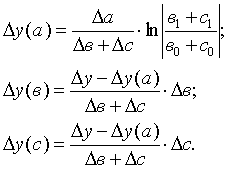 Δy(a) = Δa / (Δв + Δc) · ln|(в₁ + c₁) / (в₀ + c₀)|;
Δy(в) = (Δy − Δy(a)) / (Δв + Δc) · Δв;
Δy(c) = (Δy − Δy(a)) / (Δв + Δc) · Δc.